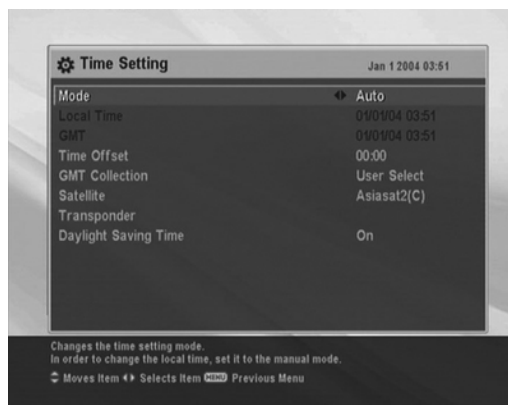 Time Setting Jan 1 2004 03:51
Mode Auto
Local Time 01/01/04 03:51
GMT 01/01/04 03:51
Time Offset 00:00
GMT Collection User Select
Satellite Asiasat2(C)
Transponder
Daylight Saving Time On
Changes the time setting mode.
In order to change the local time, set it to the manual mode.
Moves Item Selects Item MENU Previous Menu